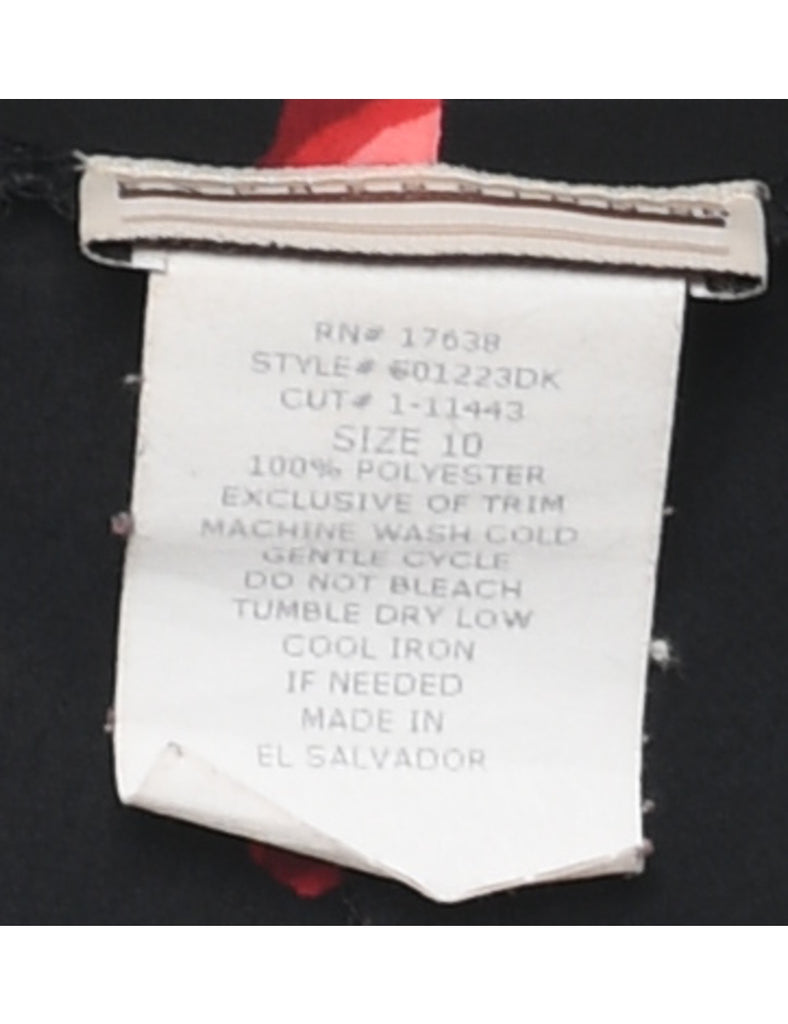 RN# 17638
STYLE# 601223DK
CUT# 1-11443
SIZE 10
100% POLYESTER
EXCLUSIVE OF TRIM
MACHINE WASH COLD
GENTLE CYCLE
DO NOT BLEACH
TUMBLE DRY LOW
COOL IRON
IF NEEDED
MADE IN
EL SALVADOR